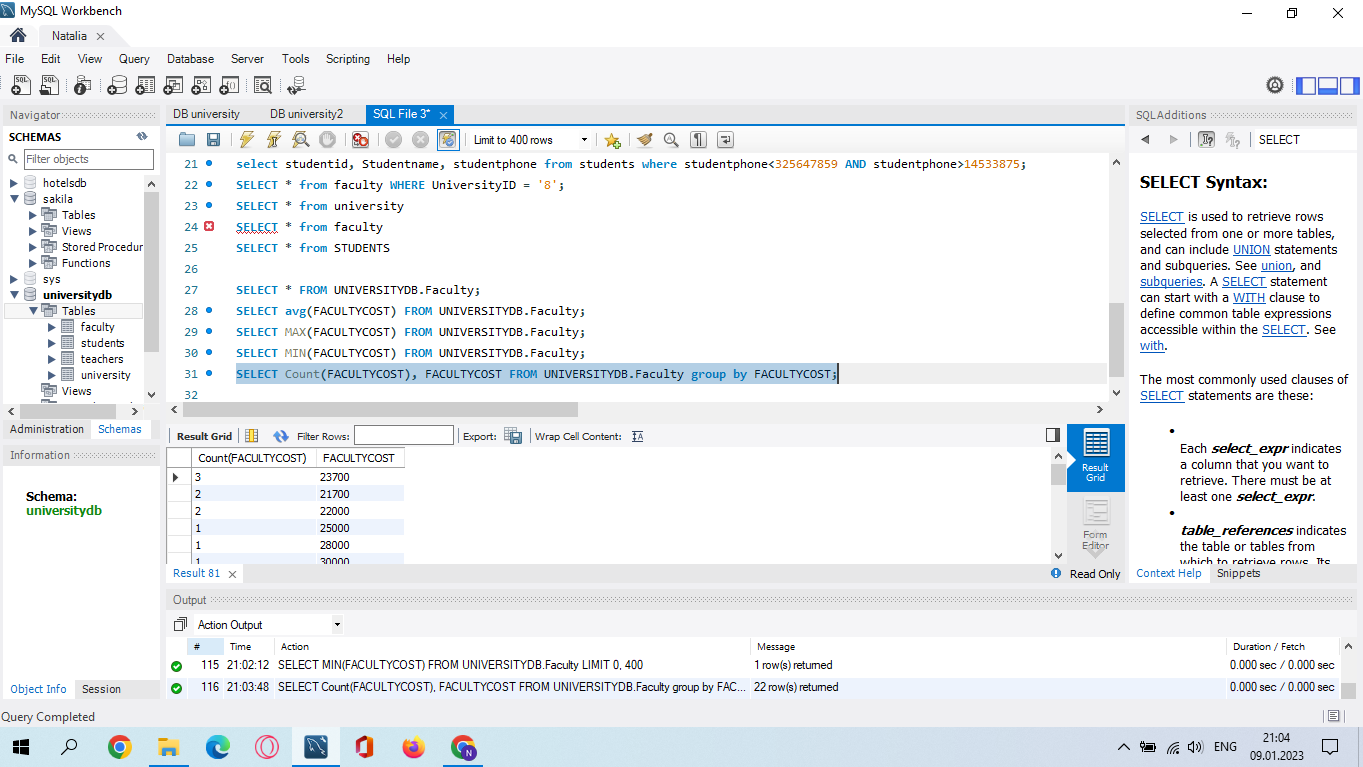 MySQL Workbench
Natalia
File Edit View Query Database Server Tools Scripting Help
Navigator
SCHEMAS
Filter objects
hotelsdb
sakila
Tables
Views
Stored Procedur
Functions
sys
universitydb
Tables
faculty
students
teachers
university
Views
Administration Schemas
Information
Schema:
universitydb
Object Info Session
DB university DB university2 SQL File 3*
Limit to 400 rows
21 select studentid, Studentname, studentphone from students where studentphone<325647859 AND studentphone>14533875;
22 SELECT * from faculty WHERE UniversityID = '8';
23 SELECT * from university
24 SELECT * from faculty
25 SELECT * from STUDENTS
26
27 SELECT * FROM UNIVERSITYDB.Faculty;
28 SELECT avg(FACULTYCOST) FROM UNIVERSITYDB.Faculty;
29 SELECT MAX(FACULTYCOST) FROM UNIVERSITYDB.Faculty;
30 SELECT MIN(FACULTYCOST) FROM UNIVERSITYDB.Faculty;
31 SELECT Count(FACULTYCOST), FACULTYCOST FROM UNIVERSITYDB.Faculty group by FACULTYCOST;
32
Result Grid Filter Rows: Export: Wrap Cell Content:
Count(FACULTYCOST) FACULTYCOST
3 23700
2 21700
2 22000
1 25000
1 28000
1 30000
Result Grid
Form Editor
Result 81 Read Only
SQLAdditions
SELECT
SELECT Syntax:
SELECT is used to retrieve rows
selected from one or more tables,
and can include UNION statements
and subqueries. See union, and
subqueries. A SELECT statement
can start with a WITH clause to
define common table expressions
accessible within the SELECT. See
with.
The most commonly used clauses of
SELECT statements are these:
Each select_expr indicates
a column that you want to
retrieve. There must be at
least one select_expr.
table_references indicates
the table or tables from
which to retrieve rows. Its
Context Help Snippets
Output
Action Output
# Time Action Message Duration / Fetch
115 21:02:12 SELECT MIN(FACULTYCOST) FROM UNIVERSITYDB.Faculty LIMIT 0, 400 1 row(s) returned 0.000 sec / 0.000 sec
116 21:03:48 SELECT Count(FACULTYCOST), FACULTYCOST FROM UNIVERSITYDB.Faculty group by FAC... 22 row(s) returned 0.000 sec / 0.000 sec
Query Completed
ENG
21:04
09.01.2023